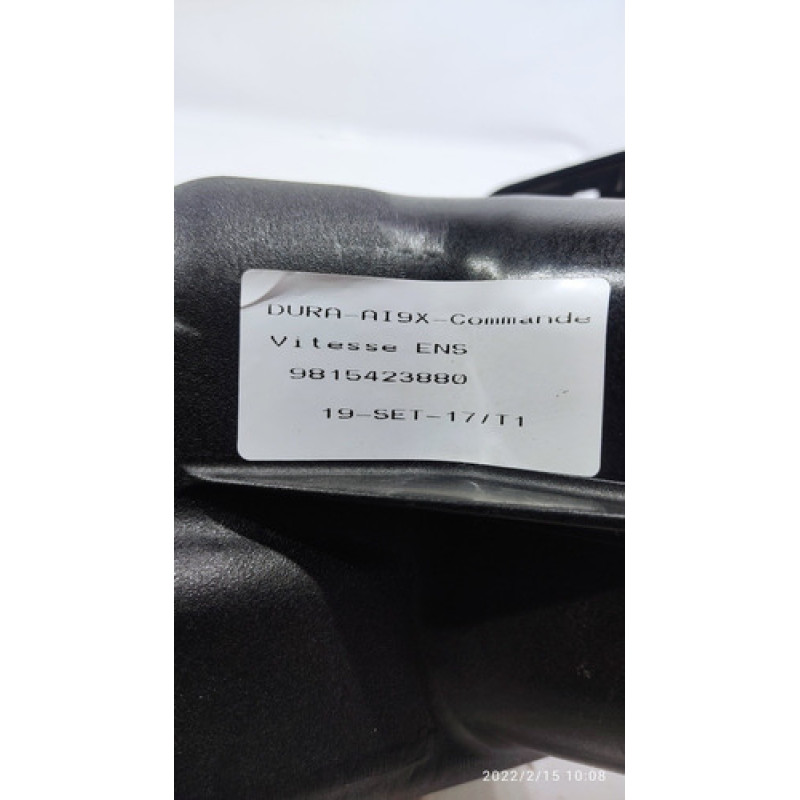 DURA-AI9X-Commande
Vitesse ENS
9815423880
19-SET-17/T1
2022/2/15 10:08